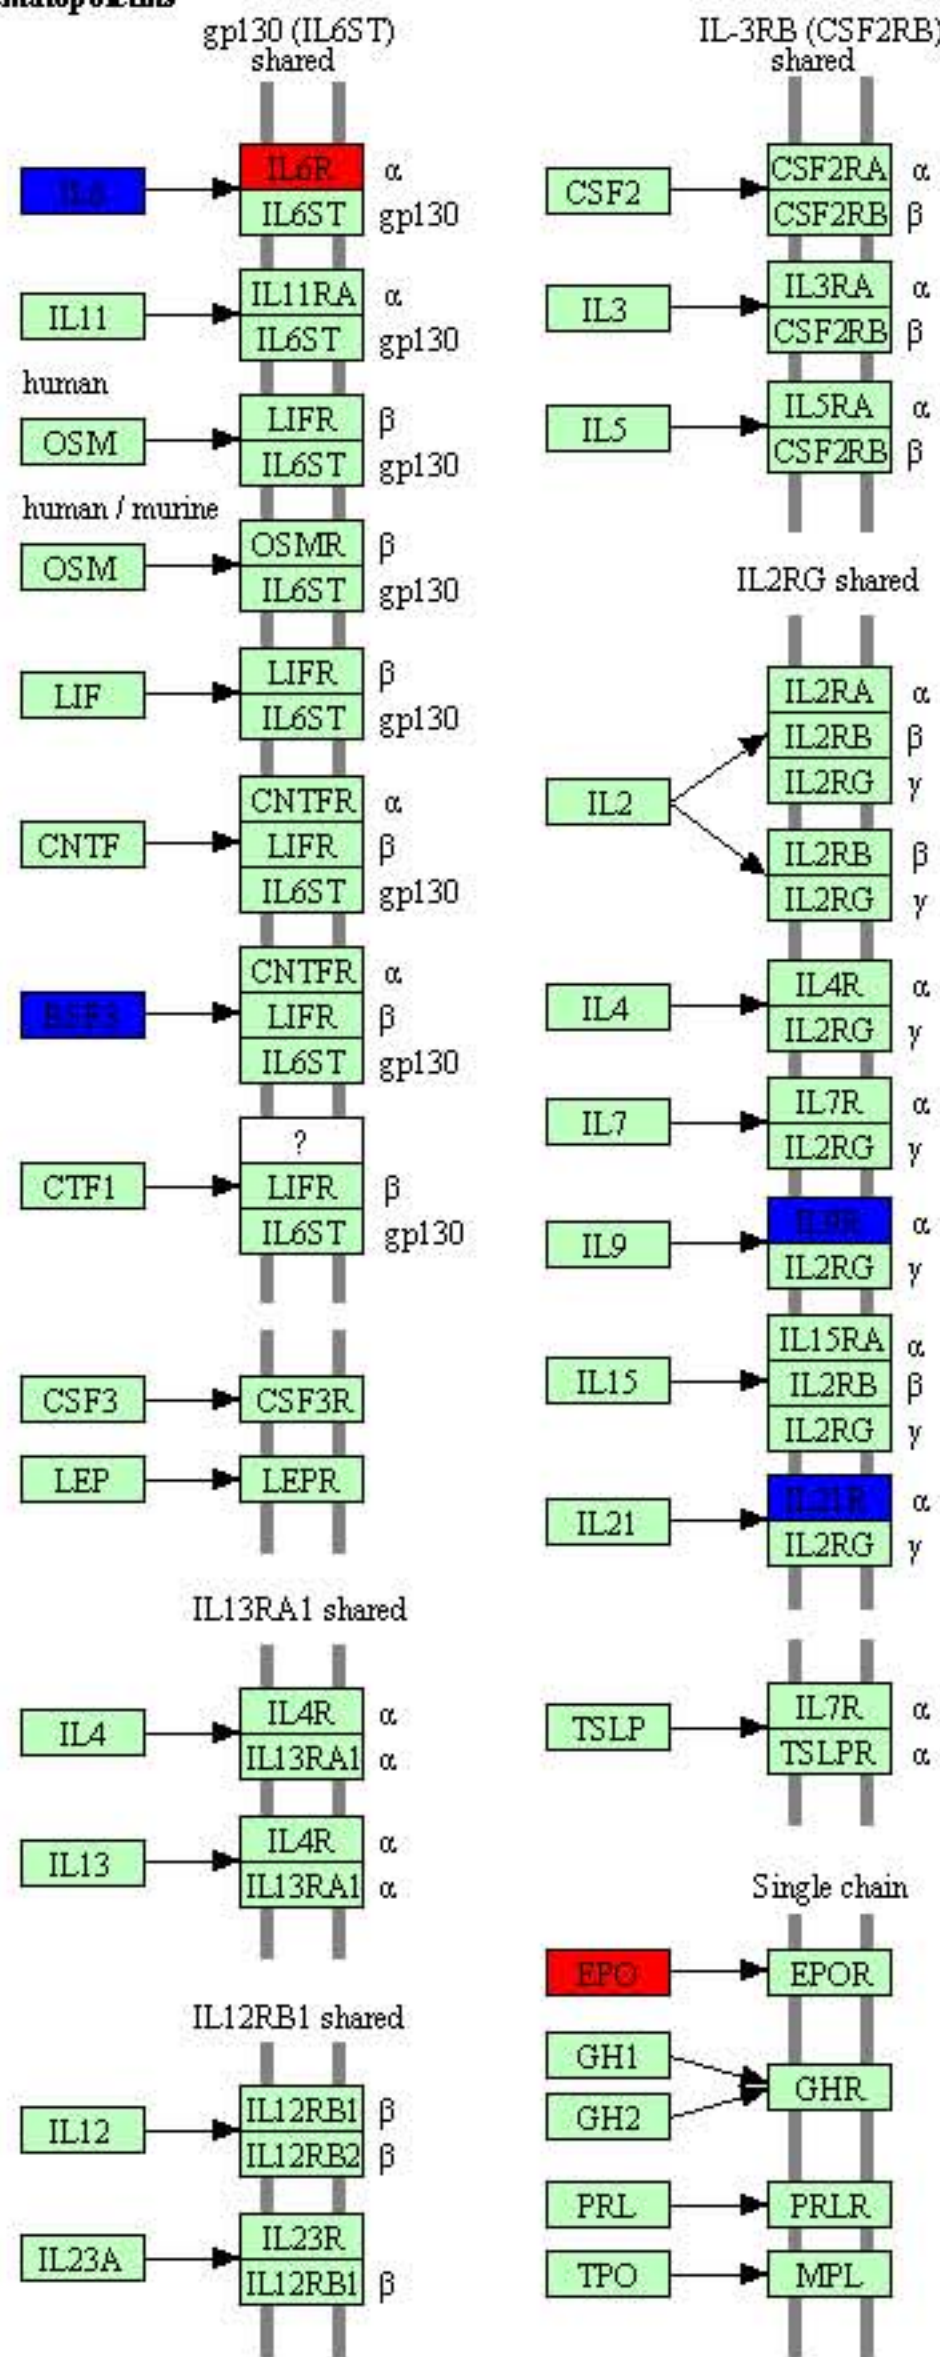 gp130 (IL6ST)
shared
IL6
IL6R α
IL6ST gp130
IL11
IL11RA α
IL6ST gp130
human
OSM
LIFR β
IL6ST gp130
human / murine
OSM
OSMR β
IL6ST gp130
LIF
LIFR β
IL6ST gp130
CNTF
CNTFR α
LIFR β
IL6ST gp130
BSF3
CNTFR α
LIFR β
IL6ST gp130
CTF1
?
LIFR β
IL6ST gp130
CSF3
CSF3R
LEP
LEPR
IL13RA1 shared
IL4
IL4R α
IL13RA1 α
IL13
IL4R α
IL13RA1 α
IL12RB1 shared
IL12
IL12RB1 β
IL12RB2 β
IL23A
IL23R
IL12RB1 β
IL-3RB (CSF2RB)
shared
CSF2
CSF2RA α
CSF2RB β
IL3
IL3RA α
CSF2RB β
IL5
IL5RA α
CSF2RB β
IL2RG shared
IL2
IL2RA α
IL2RB β
IL2RG γ
IL2RB β
IL2RG γ
IL4
IL4R α
IL2RG γ
IL7
IL7R α
IL2RG γ
IL9
IL9R α
IL2RG γ
IL15
IL15RA α
IL2RB β
IL2RG γ
IL21
IL21R α
IL2RG γ
TSLP
IL7R α
TSLPR α
Single chain
EPO
EPOR
GH1
GH2
GHR
PRL
PRLR
TPO
MPL